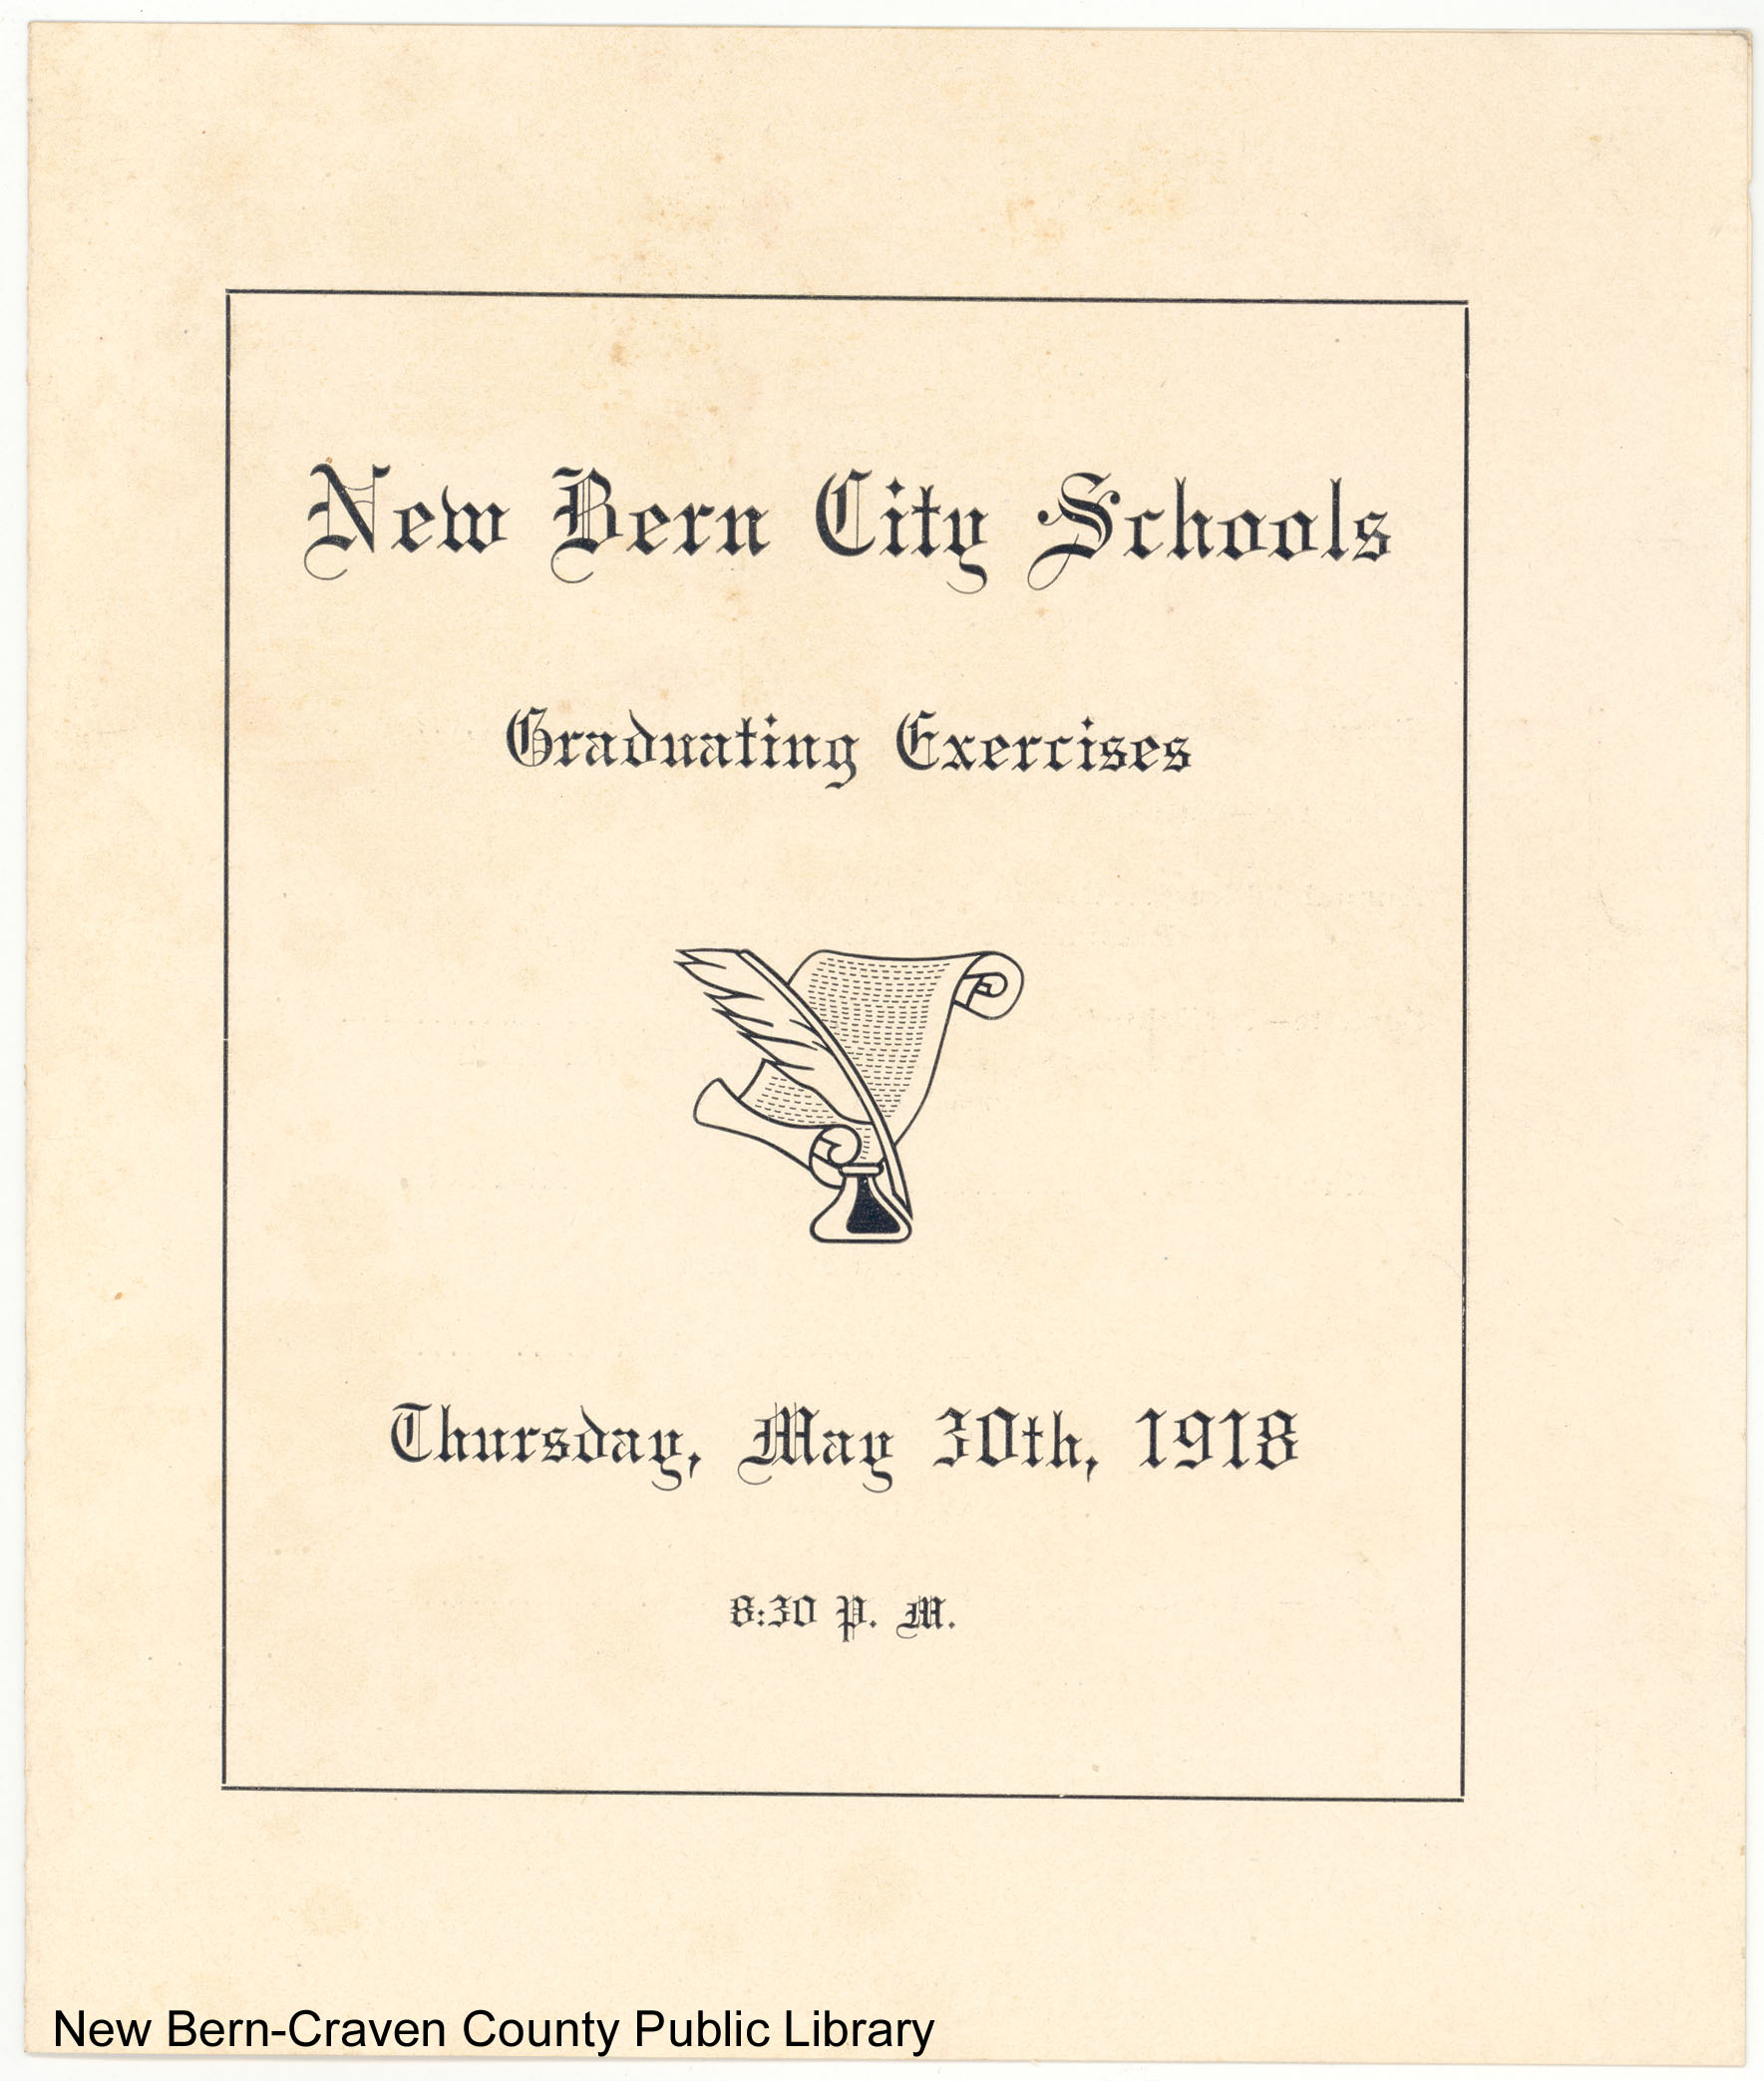 New Bern City Schools
Graduating Exercises
Thursday, May 30th, 1918
8:30 P. M.
New Bern-Craven County Public Library